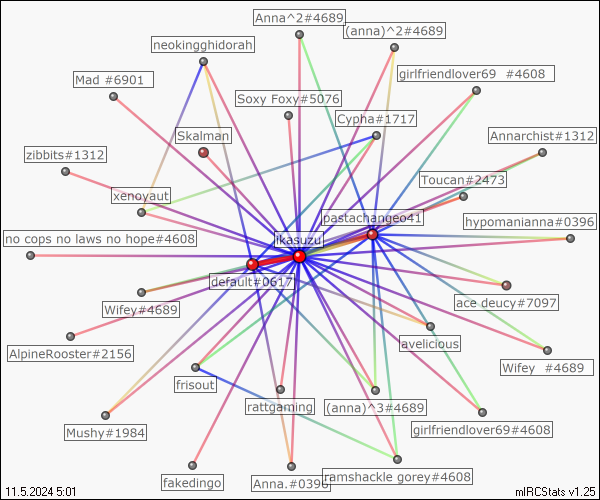 Anna^2#4689
(anna)^2#4689
neokingghidorah
girlfriendlover69  #4608
Mad #6901
Soxy Foxy#5076
Cypha#1717
Skalman
Annarchist#1312
zibbits#1312
Toucan#2473
xenoyaut
pastachangeo41
hypomanianna#0396
no cops no laws no hope#4608
ikasuzu
default#0617
Wifey#4689
ace deucy#7097
avelicious
AlpineRooster#2156
Wifey  #4689
frisout
rattgaming
(anna)^3#4689
Mushy#1984
girlfriendlover69#4608
fakedingo
Anna.#0396
ramshackle gorey#4608
11.5.2024 5:01
mIRCStats v1.25